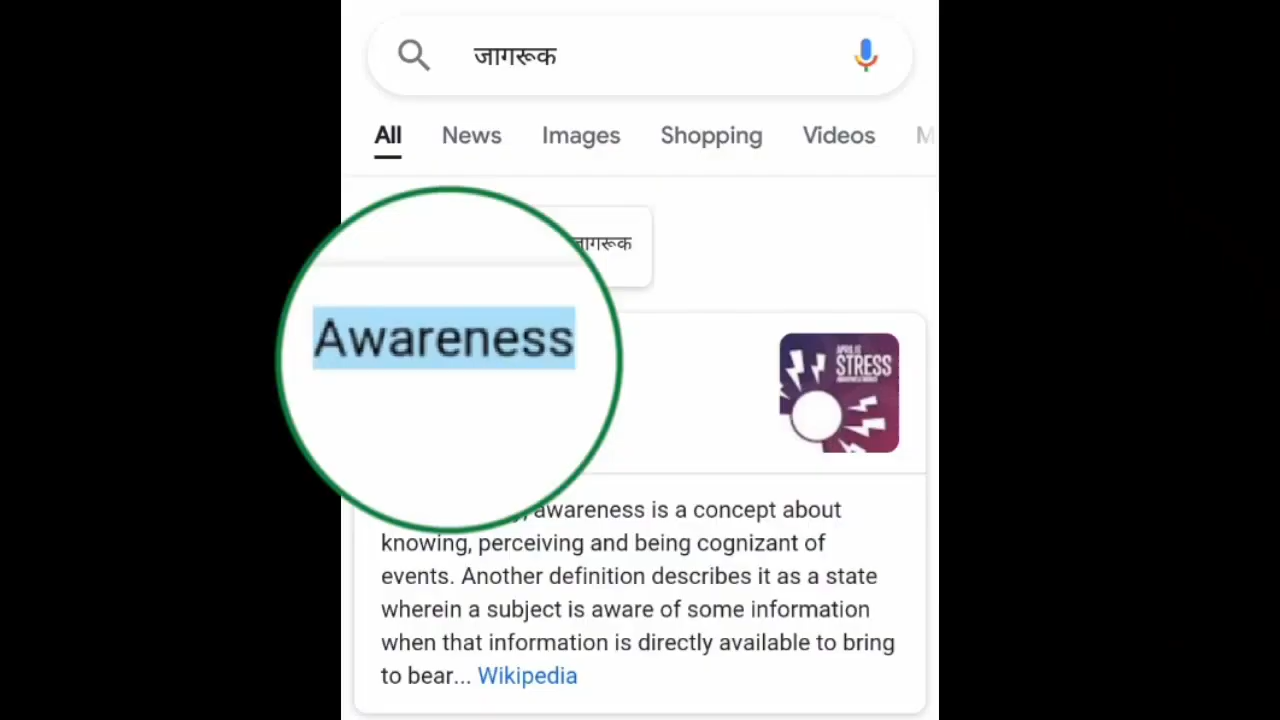 जागरूक
All News Images Shopping Videos M
जागरूक
Awareness
APRIL IS
STRESS
awareness is a concept about
knowing, perceiving and being cognizant of
events. Another definition describes it as a state
wherein a subject is aware of some information
when that information is directly available to bring
to bear... Wikipedia